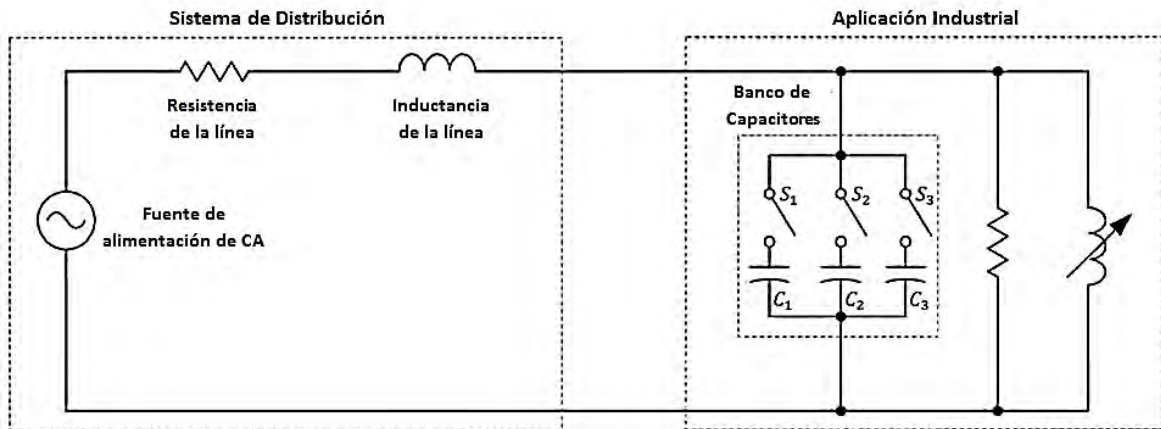 Sistema de Distribución
Aplicación Industrial
Resistencia
de la línea
Inductancia
de la línea
Banco de
Capacitores
S₁
S₂
S₃
Fuente de
alimentación de CA
C₁
C₂
C₃